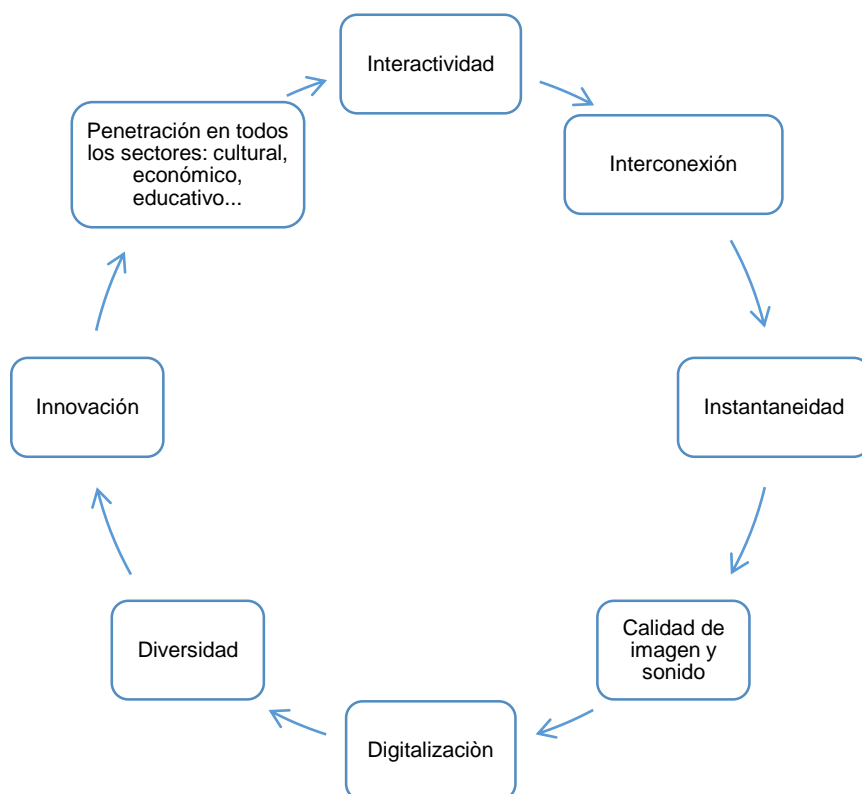 Interactividad
Interconexión
Instantaneidad
Calidad de
imagen y
sonido
Digitalizaciòn
Diversidad
Innovación
Penetración en todos
los sectores: cultural,
económico,
educativo...